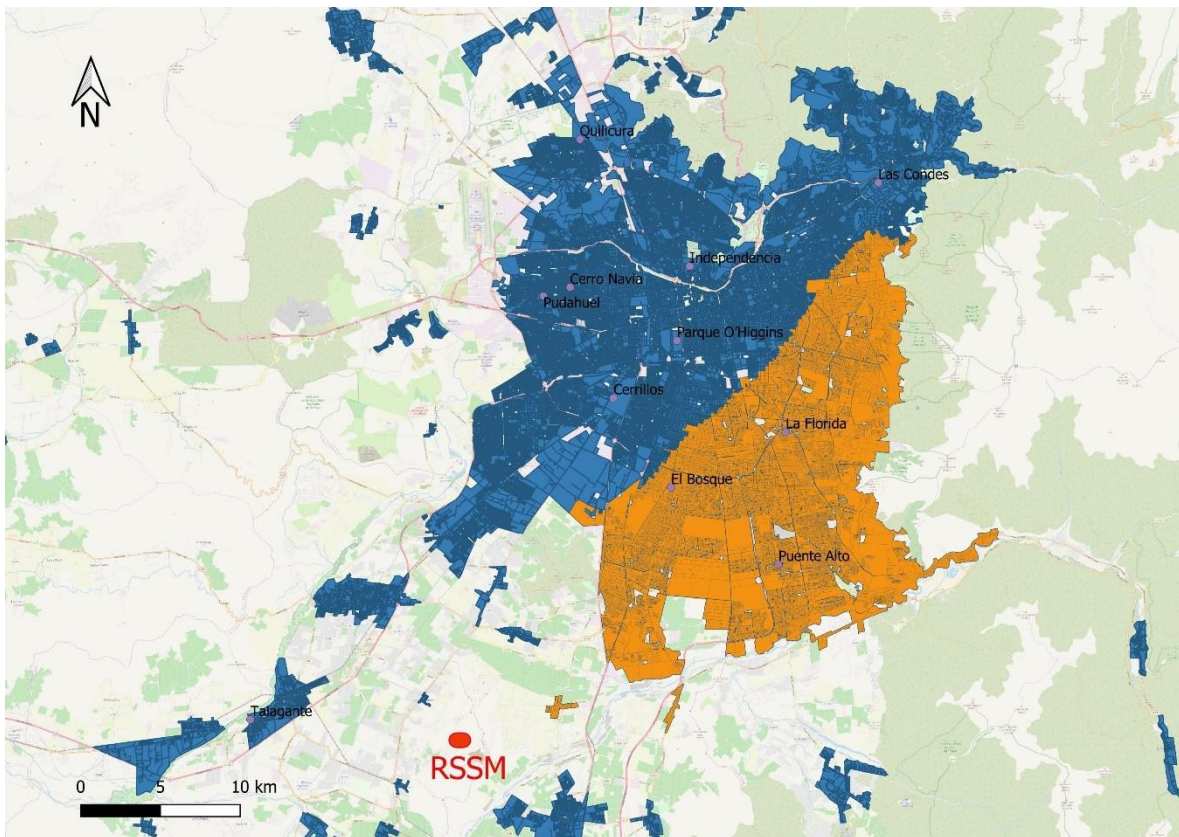 N
Quilicura
Las Condes
Independencia
Cerro Navia
Pudahuel
Parque O'Higgins
Cerrillos
La Florida
El Bosque
Puente Alto
Talagante
RSSM
0 5 10 km